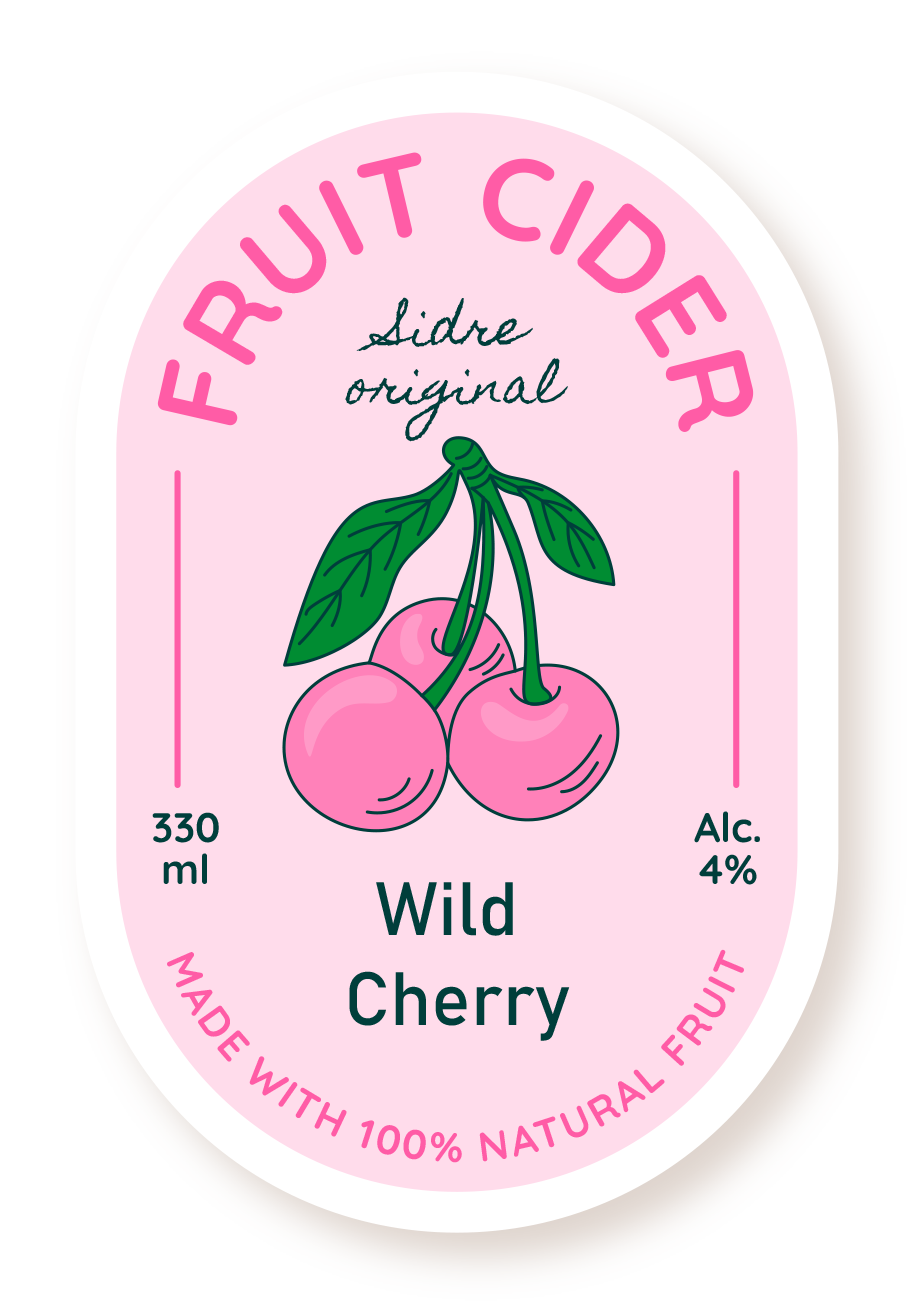 FRUIT CIDER
Sidre
original
330
ml
Alc.
4%
Wild
Cherry
MADE WITH 100% NATURAL FRUIT